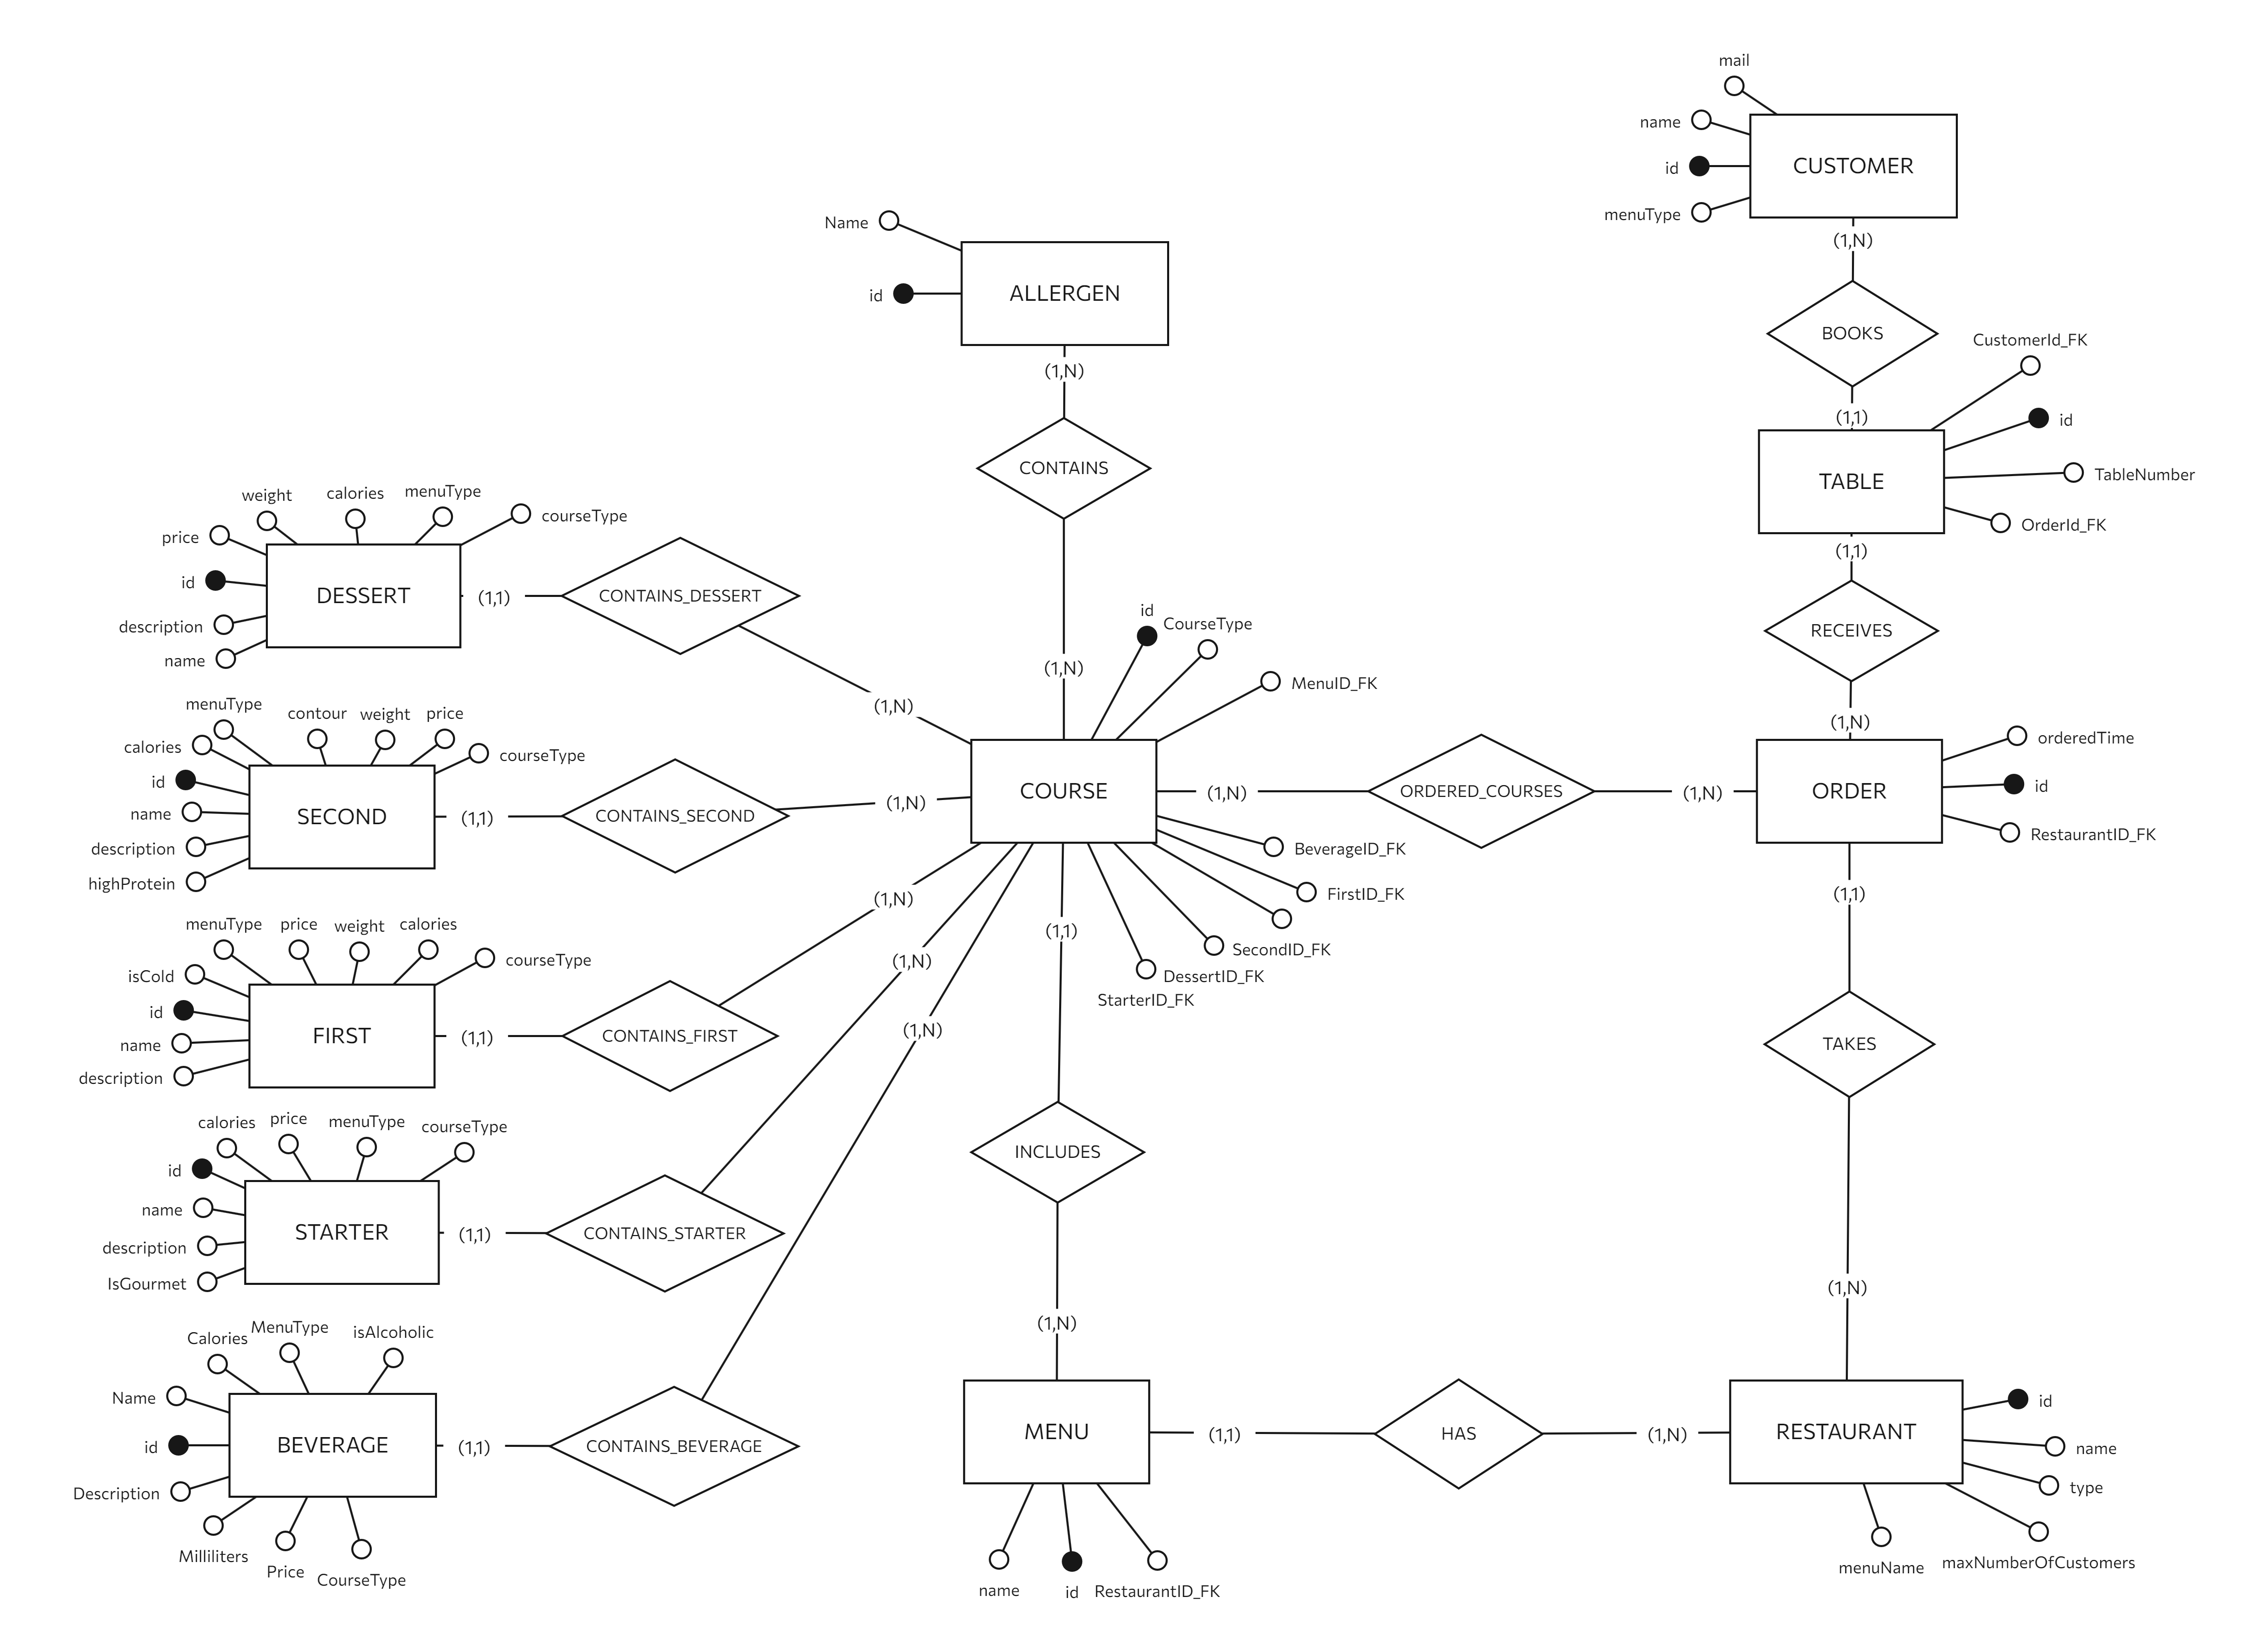 mail
name
CUSTOMER
id
menuType
(1,N)
BOOKS
(1,1)
CustomerId_FK
id
TABLE
TableNumber
OrderId_FK
(1,1)
RECEIVES
(1,N)
orderedTime
ORDER
id
RestaurantID_FK
(1,1)
TAKES
(1,N)
Name
ALLERGEN
id
(1,N)
CONTAINS
(1,N)
weight
calories
menuType
courseType
price
id
DESSERT
(1,1)
CONTAINS_DESSERT
(1,N)
description
name
menuType
contour
weight
price
courseType
calories
id
SECOND
(1,1)
CONTAINS_SECOND
(1,N)
name
description
highProtein
id
CourseType
MenuID_FK
COURSE
(1,N)
ORDERED_COURSES
(1,N)
BeverageID_FK
FirstID_FK
SecondID_FK
DessertID_FK
StarterID_FK
menuType
price
weight
calories
courseType
isCold
id
FIRST
(1,1)
CONTAINS_FIRST
(1,N)
name
description
calories
price
menuType
courseType
id
STARTER
(1,1)
CONTAINS_STARTER
(1,N)
name
description
IsGourmet
Calories
MenuType
isAlcoholic
Name
id
BEVERAGE
(1,1)
CONTAINS_BEVERAGE
(1,N)
Description
Milliliters
Price
CourseType
(1,1)
INCLUDES
(1,N)
MENU
(1,1)
HAS
(1,N)
RESTAURANT
id
name
type
name
id
RestaurantID_FK
menuName
maxNumberOfCustomers